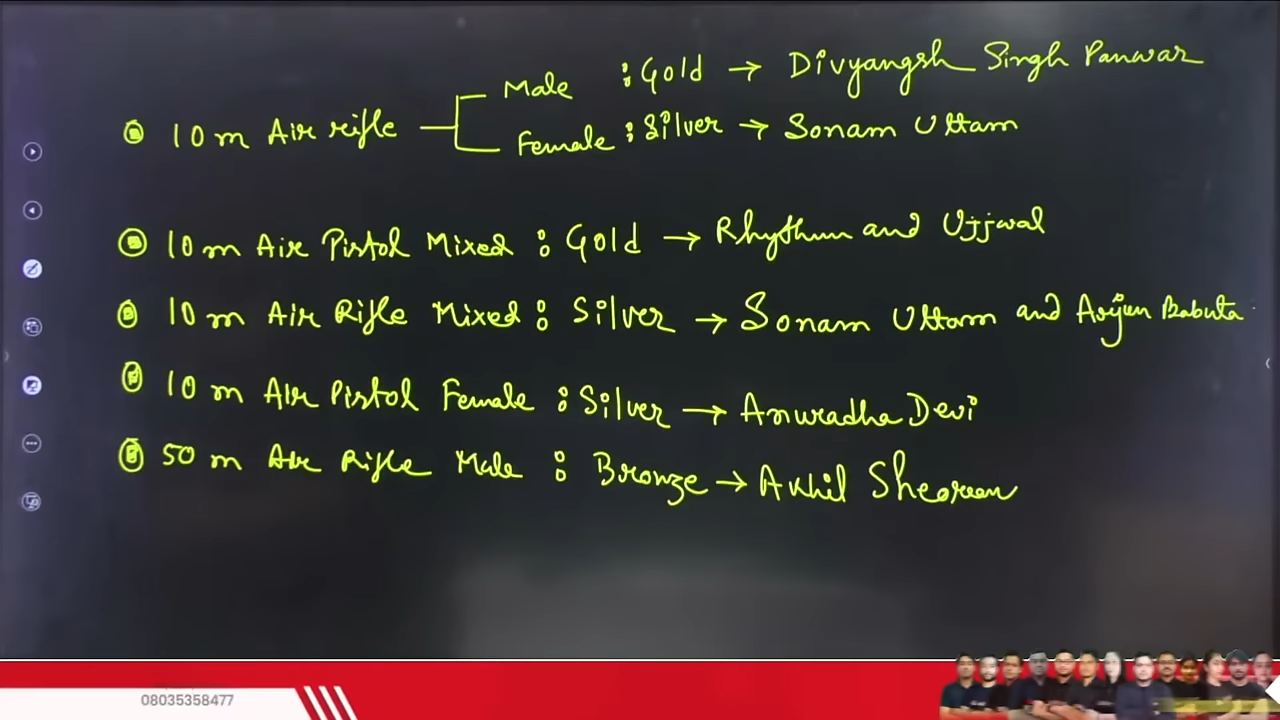 Male : Gold → Divyangsh Singh Panwar
10 m Air rifle
Female : Silver → Sonam Uttam
10 m Air Pistol Mixed : Gold → Rhythum and Ujjwal
10 m Air Rifle Mixed : Silver → Sonam Uttam and Arjun Babuta
10 m Air Pistol Female : Silver → Anuradha Devi
50 m Air Rifle Male : Bronze → Akhil Sheoran
08035358477